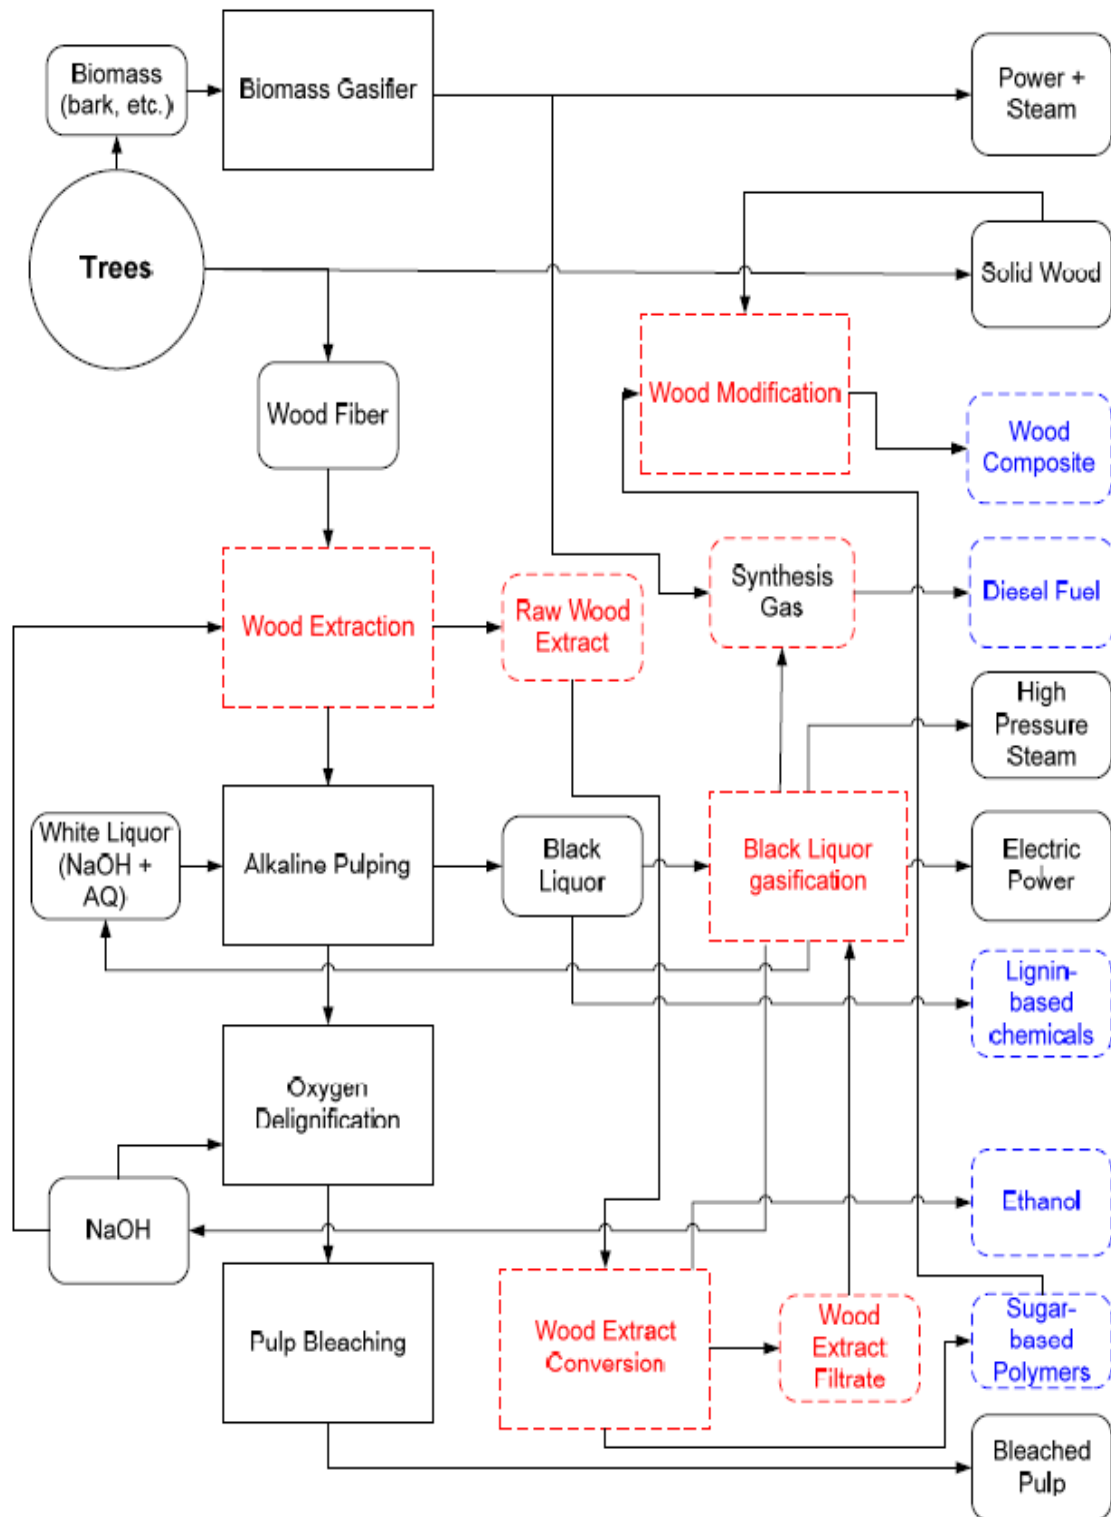 Biomass
(bark, etc.)
Biomass Gasifier
Power +
Steam
Trees
Solid Wood
Wood Fiber
Wood Modification
Wood
Composite
Wood Extraction
Raw Wood
Extract
Synthesis
Gas
Diesel Fuel
High
Pressure
Steam
White Liquor
(NaOH +
AQ)
Alkaline Pulping
Black
Liquor
Black Liquor
gasification
Electric
Power
Lignin-
based
chemicals
Oxygen
Delignification
NaOH
Ethanol
Pulp Bleaching
Wood Extract
Conversion
Wood
Extract
Filtrate
Sugar-
based
Polymers
Bleached
Pulp